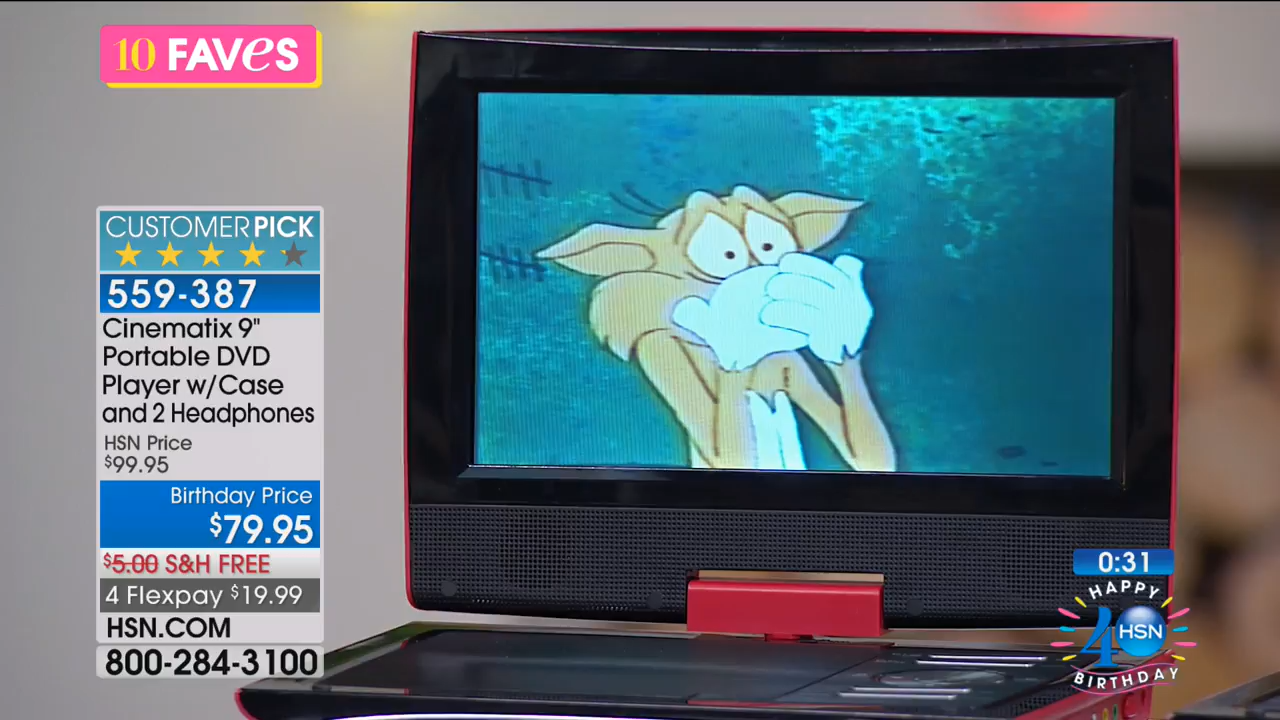 10 FAVES
CUSTOMER PICK
559-387
Cinematix 9"
Portable DVD
Player w/Case
and 2 Headphones
HSN Price
$99.95
Birthday Price
$79.95
$5.00 S&H FREE
4 Flexpay $19.99
HSN.COM
800-284-3100
0:31
HAPPY
40
HSN
BIRTHDAY